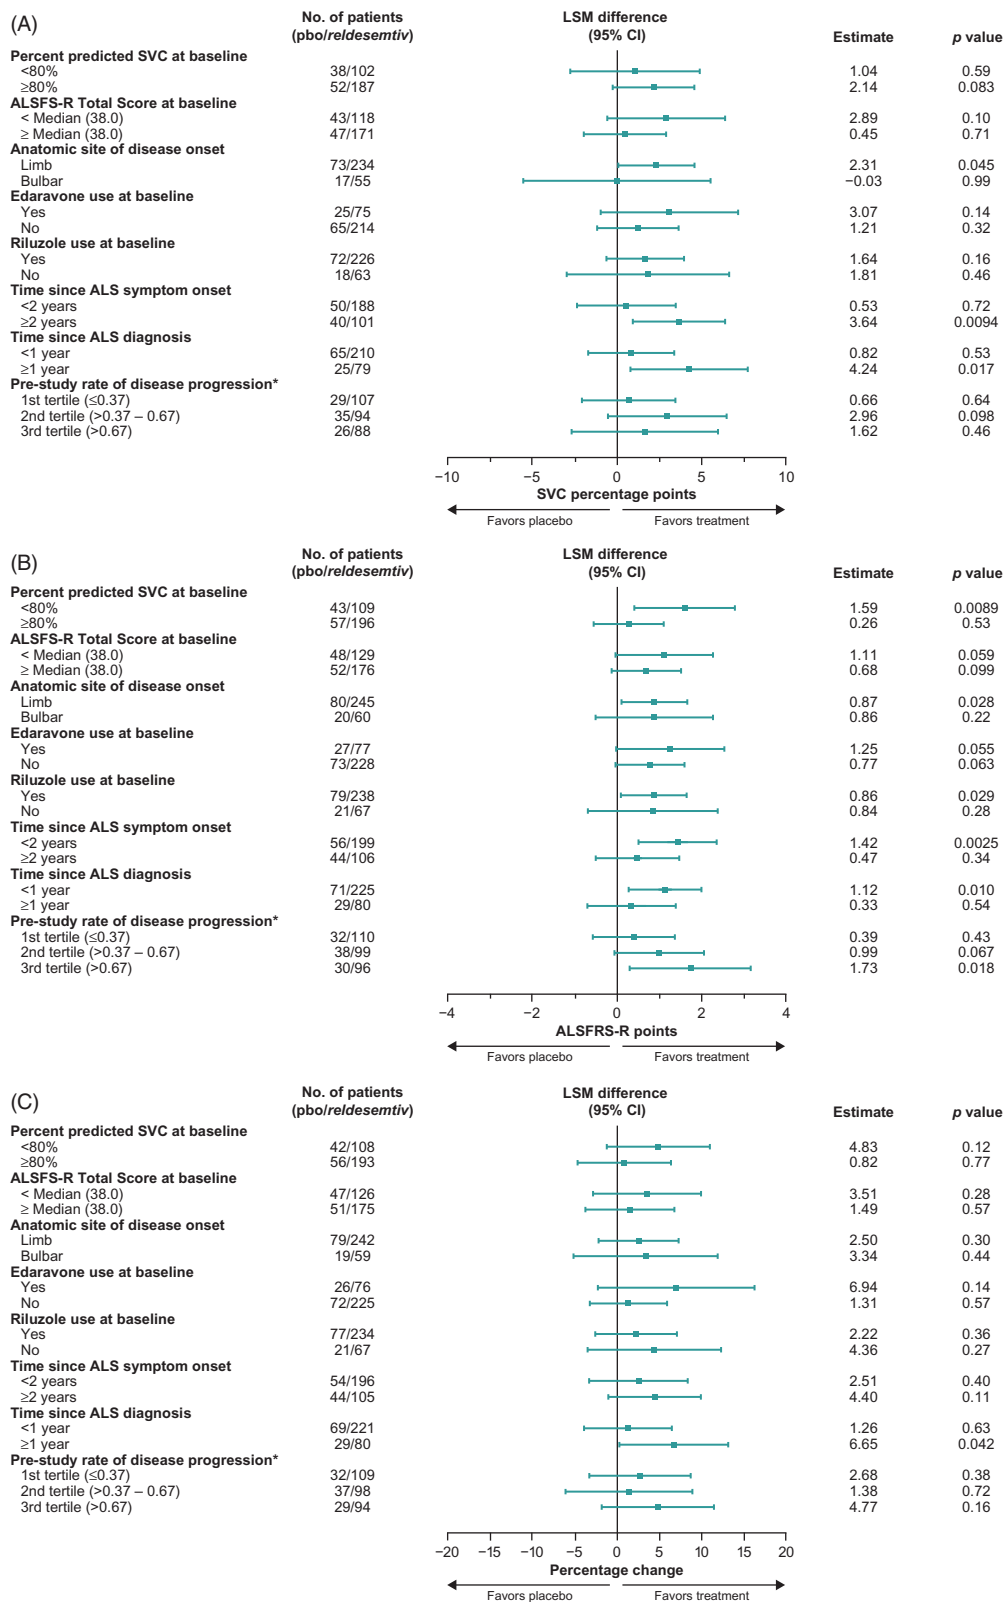 (A)
No. of patients LSM difference
(pbo/reldesemtiv) (95% CI) Estimate p value
Percent predicted SVC at baseline
<80% 38/102 1.04 0.59
≥80% 52/187 2.14 0.083
ALSFS-R Total Score at baseline
< Median (38.0) 43/118 2.89 0.10
≥ Median (38.0) 47/171 0.45 0.71
Anatomic site of disease onset
Limb 73/234 2.31 0.045
Bulbar 17/55 −0.03 0.99
Edaravone use at baseline
Yes 25/75 3.07 0.14
No 65/214 1.21 0.32
Riluzole use at baseline
Yes 72/226 1.64 0.16
No 18/63 1.81 0.46
Time since ALS symptom onset
<2 years 50/188 0.53 0.72
≥2 years 40/101 3.64 0.0094
Time since ALS diagnosis
<1 year 65/210 0.82 0.53
≥1 year 25/79 4.24 0.017
Pre-study rate of disease progression*
1st tertile (≤0.37) 29/107 0.66 0.64
2nd tertile (>0.37 – 0.67) 35/94 2.96 0.098
3rd tertile (>0.67) 26/88 1.62 0.46
−10 −5 0 5 10
SVC percentage points
Favors placebo Favors treatment
(B)
No. of patients LSM difference
(pbo/reldesemtiv) (95% CI) Estimate p value
Percent predicted SVC at baseline
<80% 43/109 1.59 0.0089
≥80% 57/196 0.26 0.53
ALSFS-R Total Score at baseline
< Median (38.0) 48/129 1.11 0.059
≥ Median (38.0) 52/176 0.68 0.099
Anatomic site of disease onset
Limb 80/245 0.87 0.028
Bulbar 20/60 0.86 0.22
Edaravone use at baseline
Yes 27/77 1.25 0.055
No 73/228 0.77 0.063
Riluzole use at baseline
Yes 79/238 0.86 0.029
No 21/67 0.84 0.28
Time since ALS symptom onset
<2 years 56/199 1.42 0.0025
≥2 years 44/106 0.47 0.34
Time since ALS diagnosis
<1 year 71/225 1.12 0.010
≥1 year 29/80 0.33 0.54
Pre-study rate of disease progression*
1st tertile (≤0.37) 32/110 0.39 0.43
2nd tertile (>0.37 – 0.67) 38/99 0.99 0.067
3rd tertile (>0.67) 30/96 1.73 0.018
−4 −2 0 2 4
ALSFRS-R points
Favors placebo Favors treatment
(C)
No. of patients LSM difference
(pbo/reldesemtiv) (95% CI) Estimate p value
Percent predicted SVC at baseline
<80% 42/108 4.83 0.12
≥80% 56/193 0.82 0.77
ALSFS-R Total Score at baseline
< Median (38.0) 47/126 3.51 0.28
≥ Median (38.0) 51/175 1.49 0.57
Anatomic site of disease onset
Limb 79/242 2.50 0.30
Bulbar 19/59 3.34 0.44
Edaravone use at baseline
Yes 26/76 6.94 0.14
No 72/225 1.31 0.57
Riluzole use at baseline
Yes 77/234 2.22 0.36
No 21/67 4.36 0.27
Time since ALS symptom onset
<2 years 54/196 2.51 0.40
≥2 years 44/105 4.40 0.11
Time since ALS diagnosis
<1 year 69/221 1.26 0.63
≥1 year 29/80 6.65 0.042
Pre-study rate of disease progression*
1st tertile (≤0.37) 32/109 2.68 0.38
2nd tertile (>0.37 – 0.67) 37/98 1.38 0.72
3rd tertile (>0.67) 29/94 4.77 0.16
−20 −15 −10 −5 0 5 10 15 20
Percentage change
Favors placebo Favors treatment